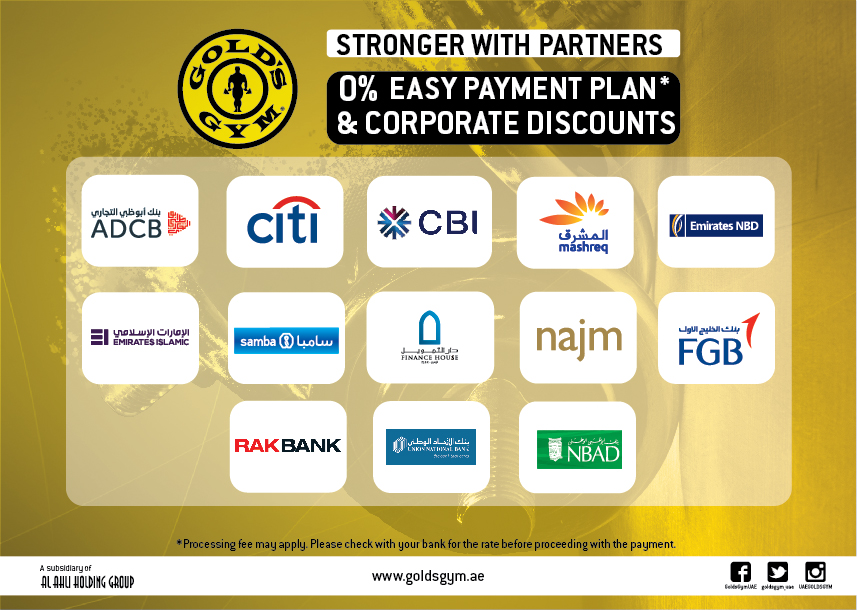 GOLD'S GYM
STRONGER WITH PARTNERS
0% EASY PAYMENT PLAN*
& CORPORATE DISCOUNTS
بنك أبوظبي التجاري
ADCB
citi
CBI
المشرق
mashreq
Emirates NBD
الإمارات الإسلامي
EMIRATES ISLAMIC
samba سامبا
دار التمويل
FINANCE HOUSE
najm
بنك الخليج الأول
FGB
RAKBANK
بنك الاتحاد الوطني
UNION NATIONAL BANK
NBAD
*Processing fee may apply. Please check with your bank for the rate before proceeding with the payment.
A subsidiary of
AL AHLI HOLDING GROUP
www.goldsgym.ae
GoldsGymUAE goldsgym_uae UAEGOLDSGYM